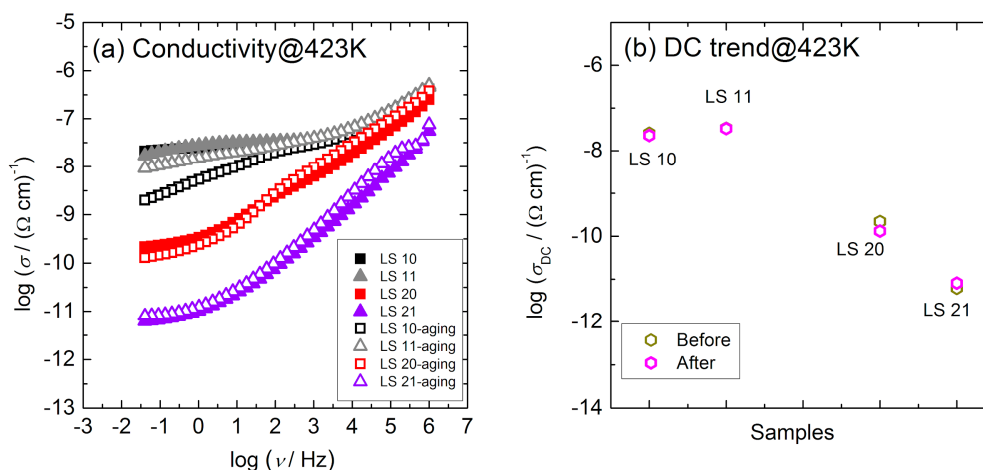 (a) Conductivity@423K
log (σ / (Ω cm)⁻¹)
-5
-6
-7
-8
-9
-10
-11
-12
-13
LS 10
LS 11
LS 20
LS 21
LS 10-aging
LS 11-aging
LS 20-aging
LS 21-aging
-2 -1 0 1 2 3 4 5 6 7
log (ν / Hz)
(b) DC trend@423K
log (σDC / (Ω cm)⁻¹)
-6
-8
-10
-12
-14
LS 11
LS 10
LS 20
LS 21
Before
After
Samples